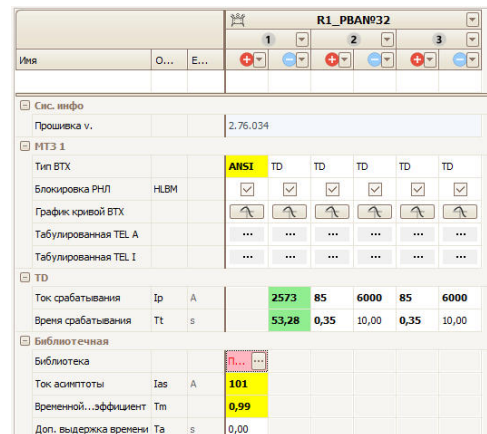 R1_PBAN№32
1 2 3
Имя О... Е...
Сис. инфо
Прошивка v. 2.76.034
МТЗ 1
Тип ВТХ ANSI TD TD TD TD TD
Блокировка РНЛ HLBM
График кривой ВТХ
Табулированная TEL A ... ... ... ... ... ...
Табулированная TEL I ... ... ... ... ... ...
TD
Ток срабатывания Ip A 2573 85 6000 85 6000
Время срабатывания Tt s 53,28 0,35 10,00 0,35 10,00
Библиотечная
Библиотека П... ...
Ток асимптоты Ias A 101
Временной...эффициент Tm 0,99
Доп. выдержка времени Ta s 0,00